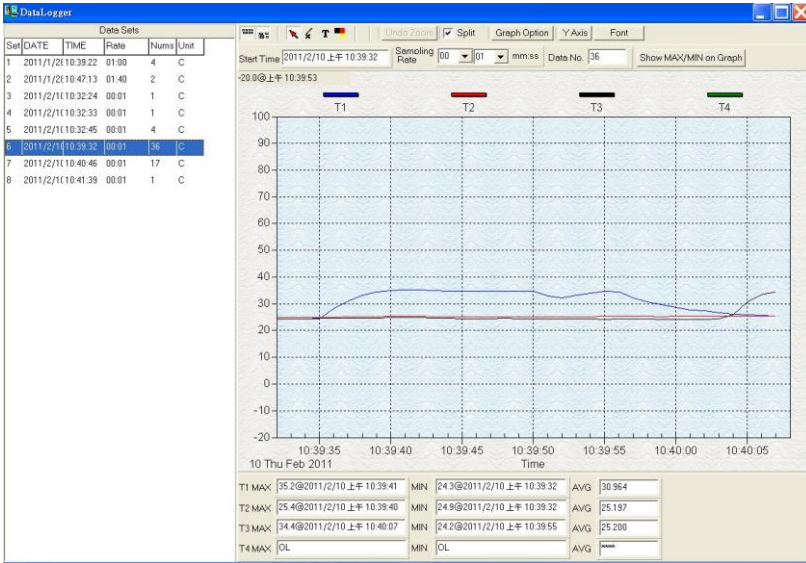 DataLogger
Data Sets
Set DATE TIME Rate Nums Unit
1 2011/1/2 10:39:22 01:00 4 C
2 2011/1/2 10:47:13 01:40 2 C
3 2011/2/1 10:32:24 00:01 1 C
4 2011/2/1 10:32:33 00:01 1 C
5 2011/2/1 10:32:45 00:01 4 C
6 2011/2/1 10:39:32 00:01 36 C
7 2011/2/1 10:40:46 00:01 17 C
8 2011/2/1 10:41:39 00:01 1 C
T Undo Zoom Split Graph Option Y Axis Font
Start Time 2011/2/10 上午 10:39:32 Sampling Rate 00 01 mm:ss Data No. 36 Show MAX/MIN on Graph
-20.0@上午 10:39:53
T1 T2 T3 T4
100
90
80
70
60
50
40
30
20
10
0
-10
-20
10:39:35 10:39:40 10:39:45 10:39:50 10:39:55 10:40:00 10:40:05
10 Thu Feb 2011 Time
T1 MAX 35.2@2011/2/10 上午 10:39:41 MIN 24.3@2011/2/10 上午 10:39:32 AVG 30.964
T2 MAX 25.4@2011/2/10 上午 10:39:40 MIN 24.9@2011/2/10 上午 10:39:32 AVG 25.197
T3 MAX 34.4@2011/2/10 上午 10:40:07 MIN 24.2@2011/2/10 上午 10:39:55 AVG 25.200
T4 MAX OL MIN OL AVG ****